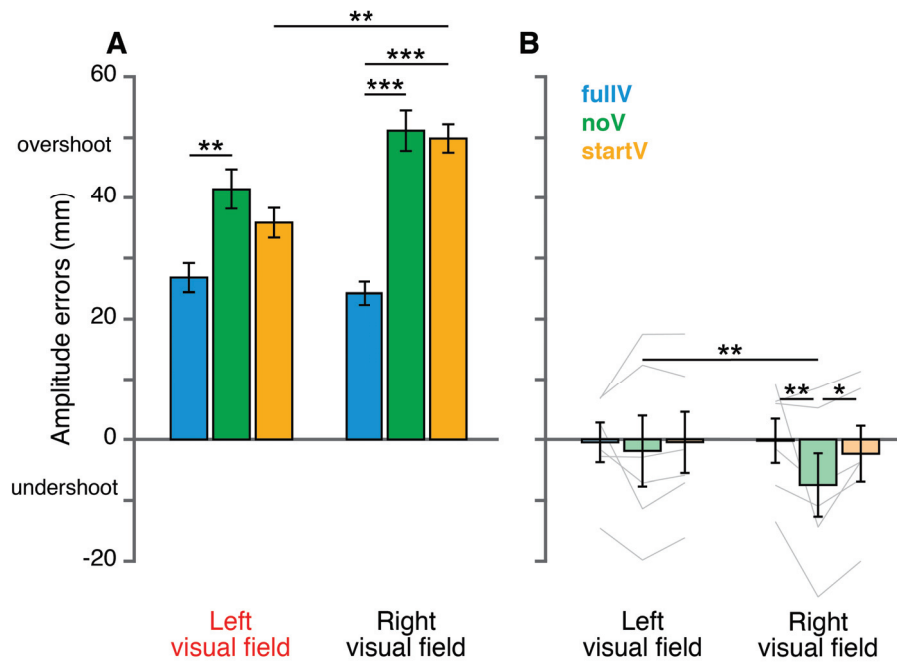 A
B
**
***
***
**
60
40
20
0
-20
overshoot
undershoot
Amplitude errors (mm)
fullV
noV
startV
**
**
*
Left
visual field
Right
visual field
Left
visual field
Right
visual field